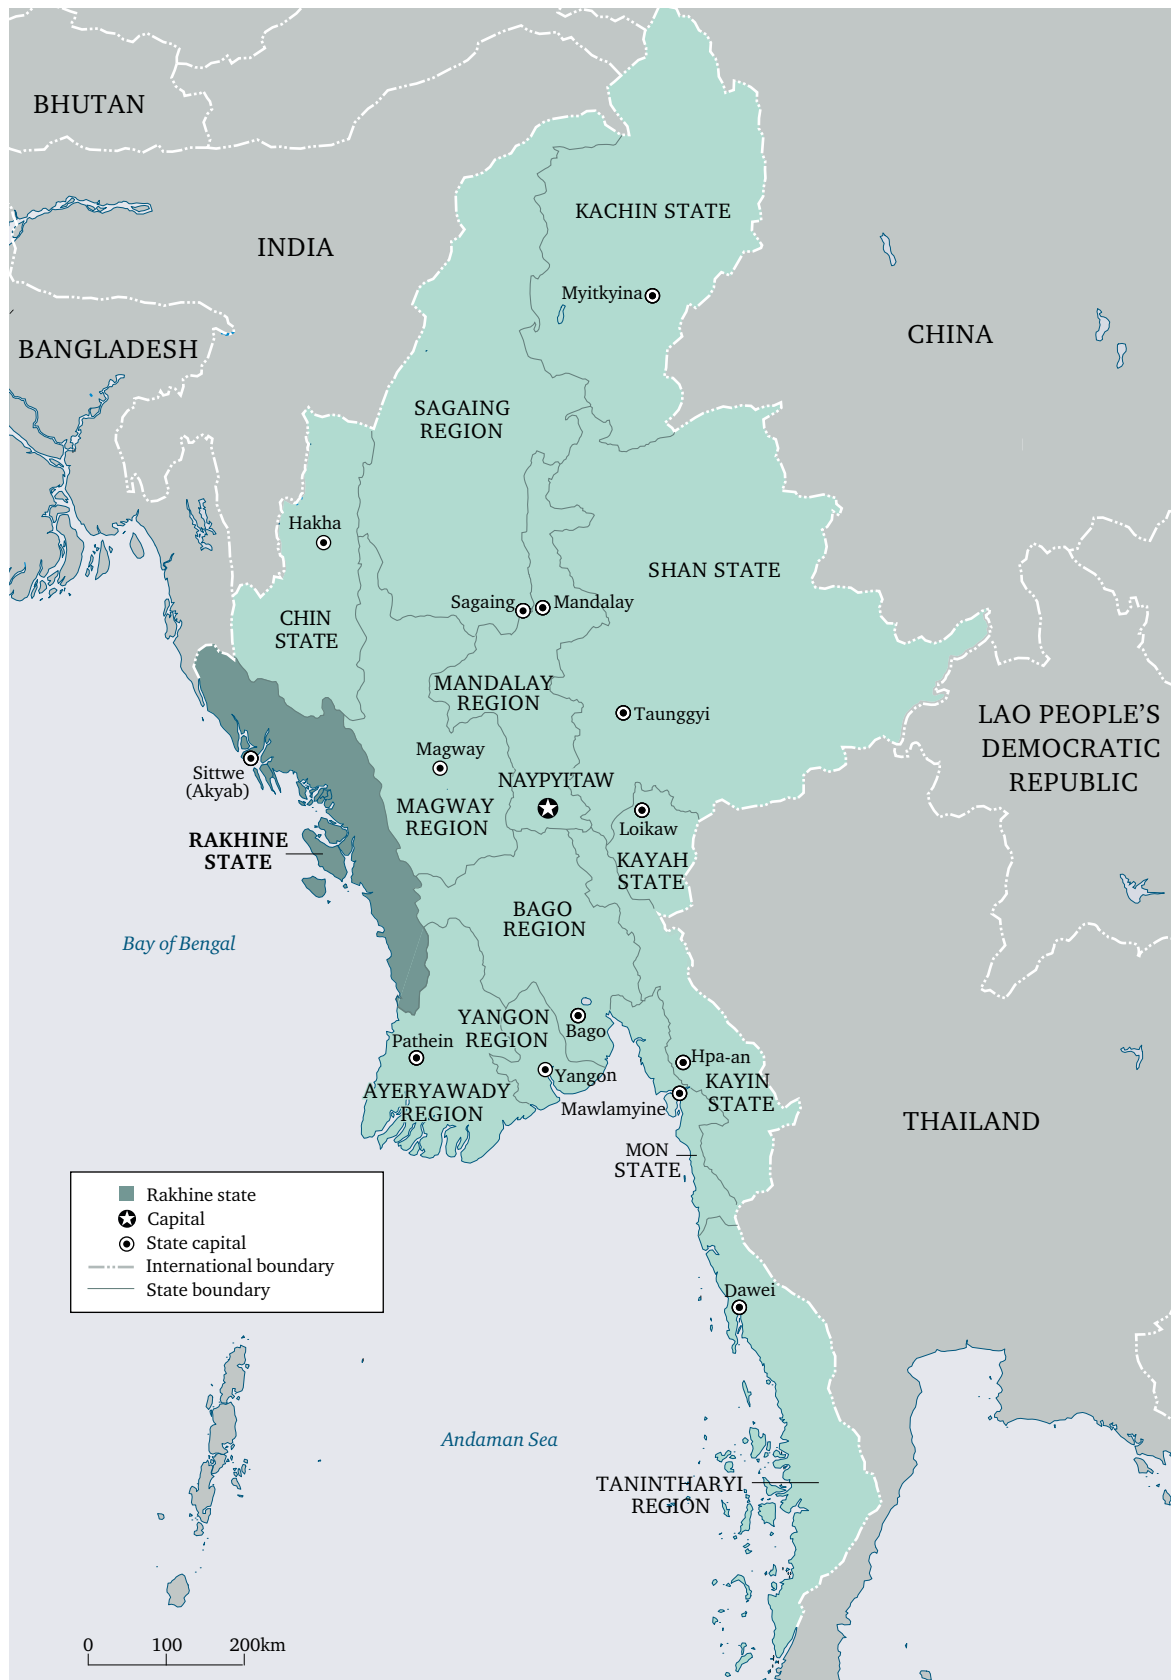 BHUTAN
KACHIN STATE
INDIA
Myitkyina
CHINA
BANGLADESH
SAGAING
REGION
Hakha
SHAN STATE
Sagaing
Mandalay
CHIN
STATE
MANDALAY
REGION
Taunggyi
LAO PEOPLE’S
DEMOCRATIC
REPUBLIC
Magway
Sittwe
(Akyab)
NAYPYITAW
MAGWAY
REGION
Loikaw
RAKHINE
STATE
KAYAH
STATE
BAGO
REGION
Bay of Bengal
YANGON
REGION
Bago
Pathein
Hpa-an
Yangon
KAYIN
STATE
AYERYAWADY
REGION
Mawlamyine
THAILAND
MON
STATE
Rakhine state
Capital
State capital
International boundary
State boundary
Dawei
Andaman Sea
TANINTHARYI
REGION
0 100 200km